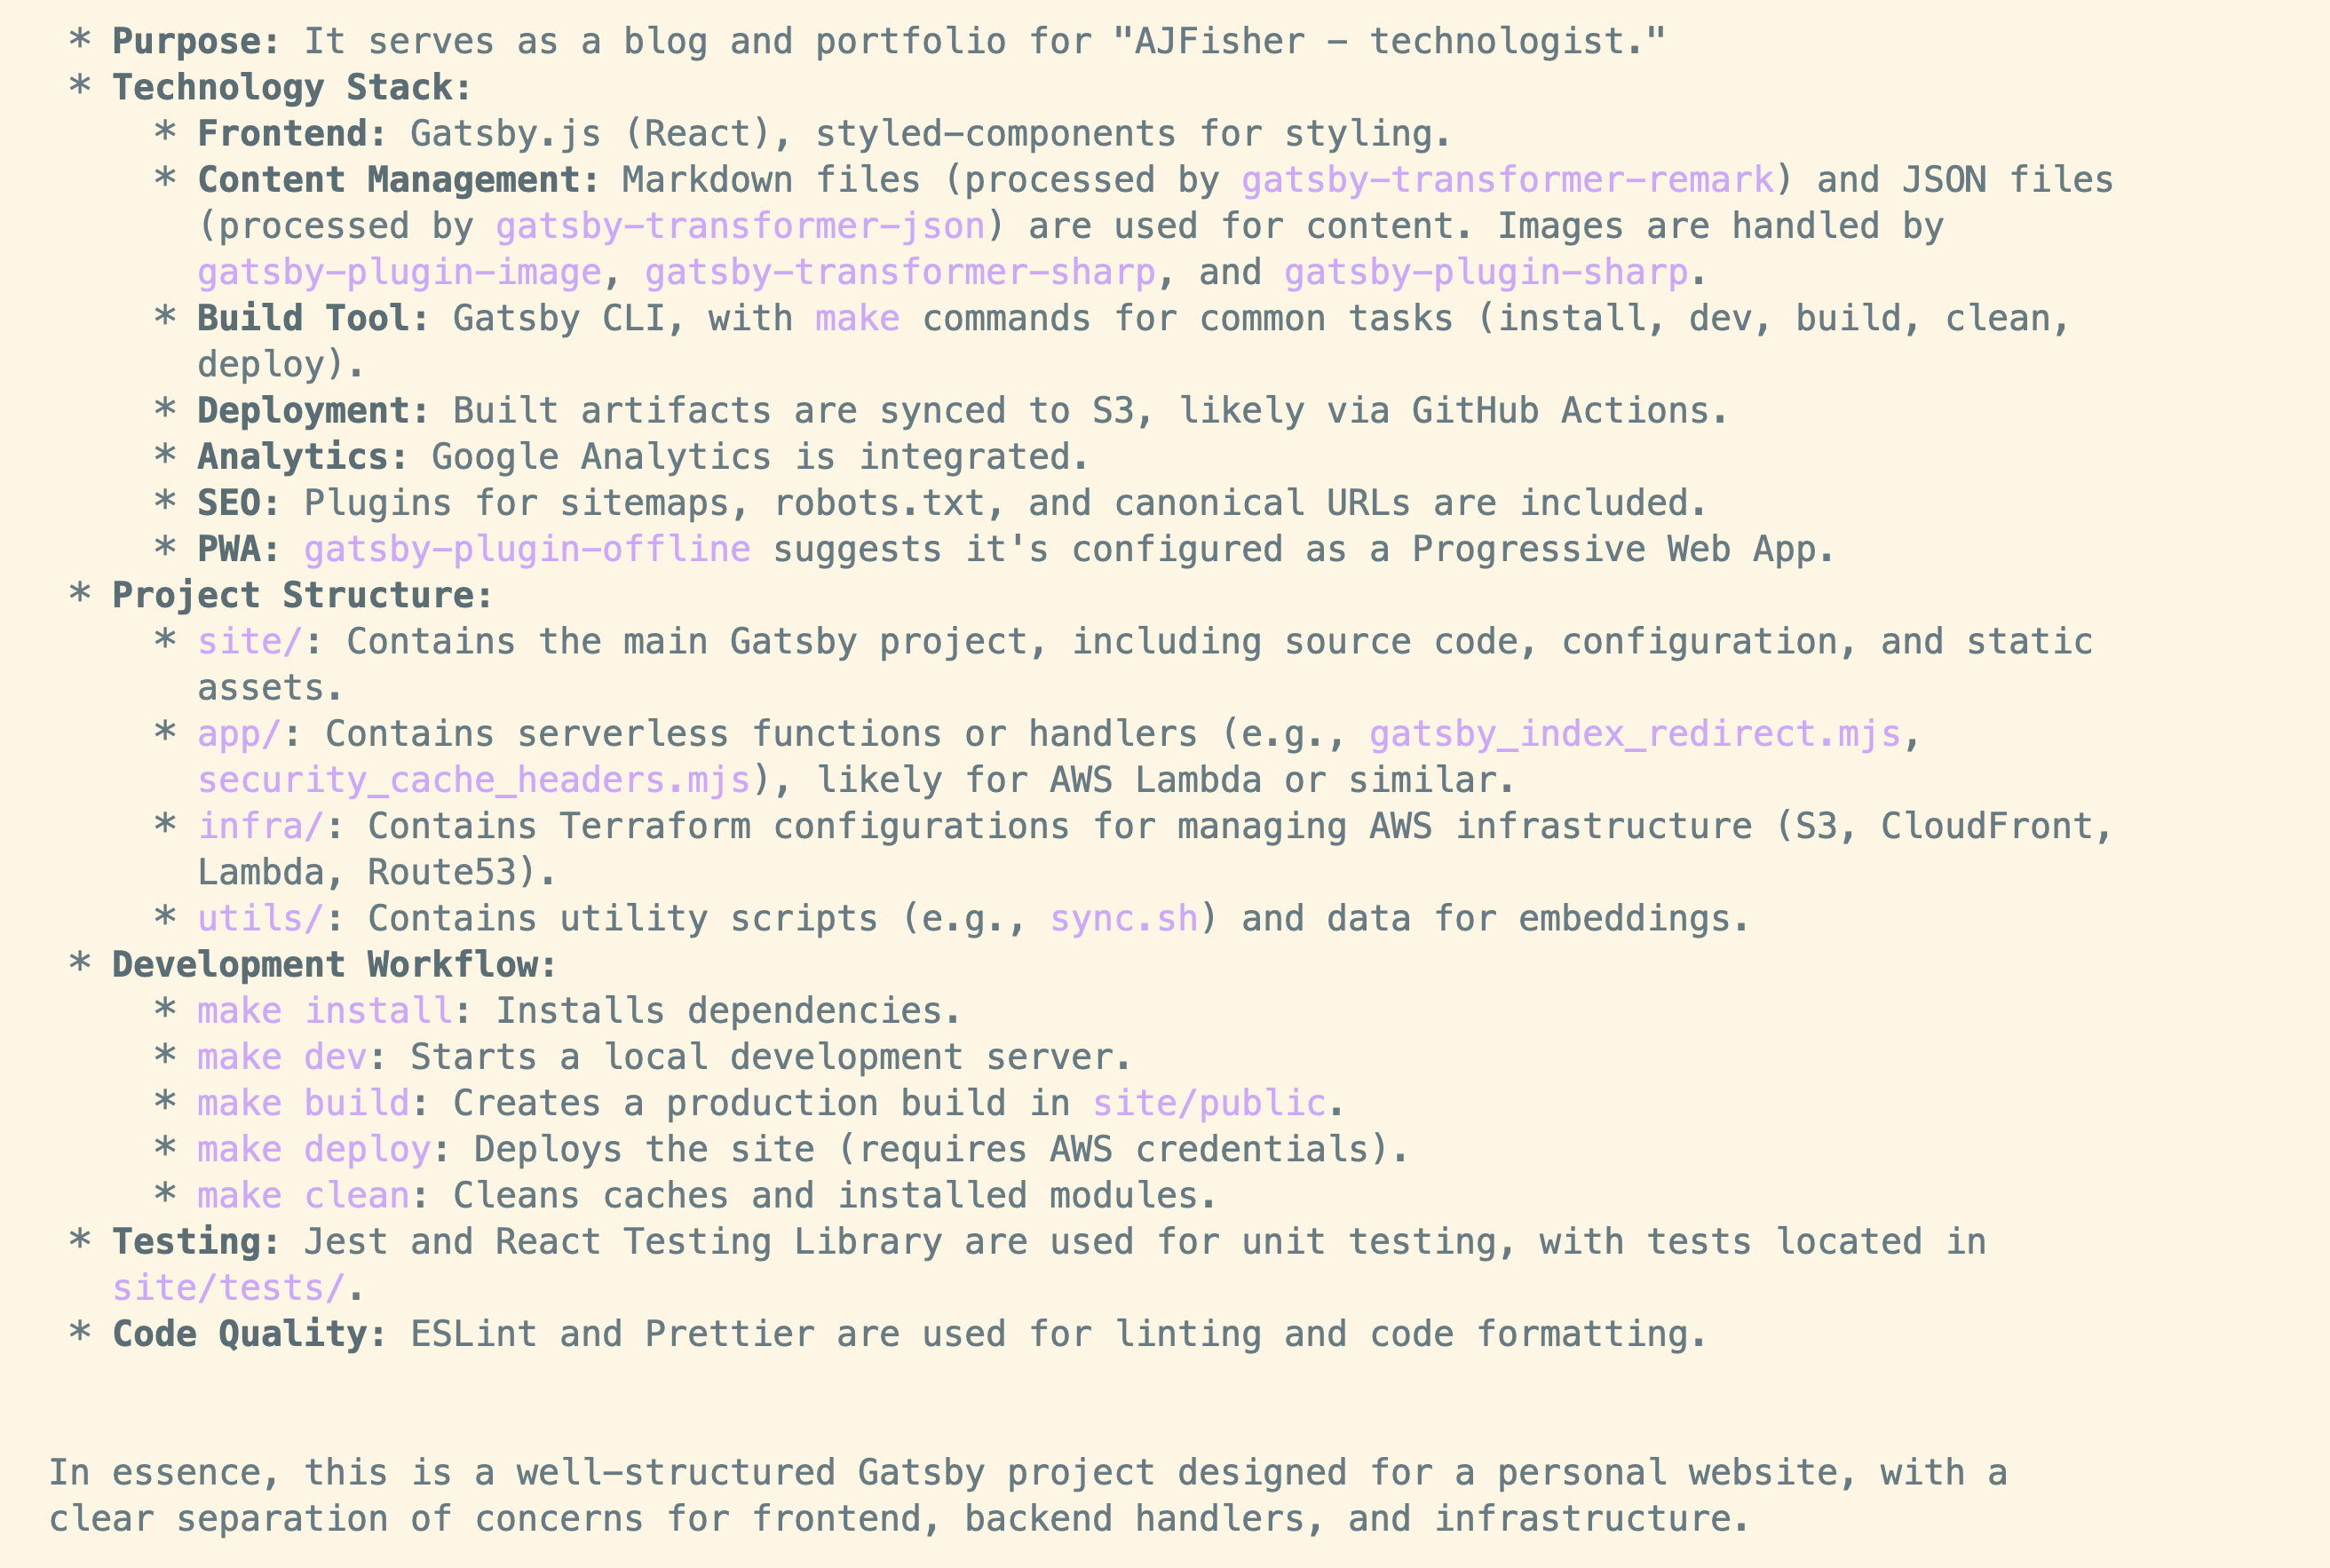 * Purpose: It serves as a blog and portfolio for "AJFisher – technologist."
* Technology Stack:
* Frontend: Gatsby.js (React), styled-components for styling.
* Content Management: Markdown files (processed by gatsby-transformer-remark) and JSON files
(processed by gatsby-transformer-json) are used for content. Images are handled by
gatsby-plugin-image, gatsby-transformer-sharp, and gatsby-plugin-sharp.
* Build Tool: Gatsby CLI, with make commands for common tasks (install, dev, build, clean,
deploy).
* Deployment: Built artifacts are synced to S3, likely via GitHub Actions.
* Analytics: Google Analytics is integrated.
* SEO: Plugins for sitemaps, robots.txt, and canonical URLs are included.
* PWA: gatsby-plugin-offline suggests it's configured as a Progressive Web App.
* Project Structure:
* site/: Contains the main Gatsby project, including source code, configuration, and static
assets.
* app/: Contains serverless functions or handlers (e.g., gatsby_index_redirect.mjs,
security_cache_headers.mjs), likely for AWS Lambda or similar.
* infra/: Contains Terraform configurations for managing AWS infrastructure (S3, CloudFront,
Lambda, Route53).
* utils/: Contains utility scripts (e.g., sync.sh) and data for embeddings.
* Development Workflow:
* make install: Installs dependencies.
* make dev: Starts a local development server.
* make build: Creates a production build in site/public.
* make deploy: Deploys the site (requires AWS credentials).
* make clean: Cleans caches and installed modules.
* Testing: Jest and React Testing Library are used for unit testing, with tests located in
site/tests/.
* Code Quality: ESLint and Prettier are used for linting and code formatting.
In essence, this is a well-structured Gatsby project designed for a personal website, with a
clear separation of concerns for frontend, backend handlers, and infrastructure.